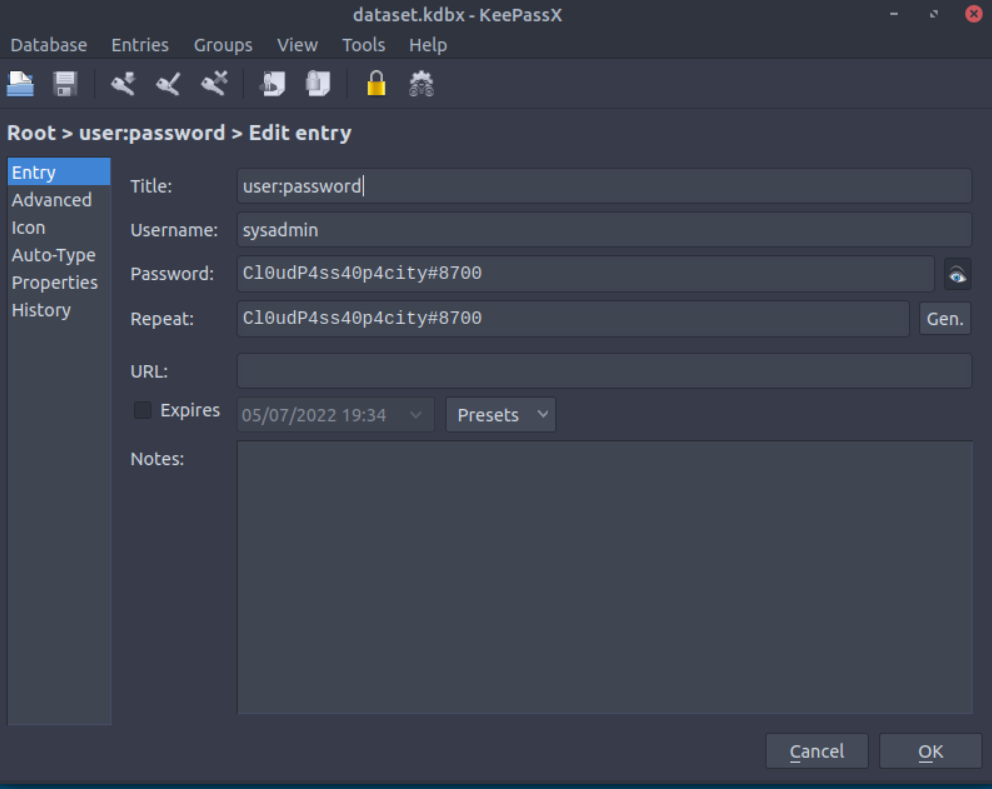 dataset.kdbx - KeePassX
Database Entries Groups View Tools Help
Root > user:password > Edit entry
Entry
Advanced
Icon
Auto-Type
Properties
History
Title: user:password
Username: sysadmin
Password: Cl0udP4ss40p4city#8700
Repeat: Cl0udP4ss40p4city#8700 Gen.
URL:
Expires 05/07/2022 19:34 Presets
Notes:
Cancel OK